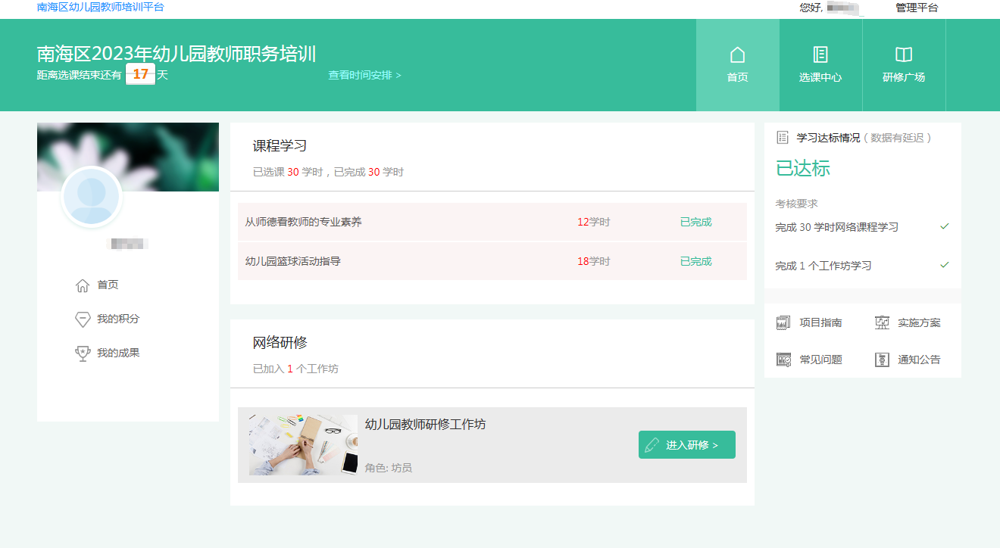 南海区幼儿园教师培训平台
您好,
管理平台
南海区2023年幼儿园教师职务培训
距离选课结束还有 17 天
查看时间安排 >
首页
选课中心
研修广场
首页
我的积分
我的成果
课程学习
已选课 30 学时，已完成 30 学时
从师德看教师的专业素养 12学时 已完成
幼儿园篮球活动指导 18学时 已完成
网络研修
已加入 1 个工作坊
幼儿园教师研修工作坊
角色: 坊员
进入研修 >
学习达标情况（数据有延迟）
已达标
考核要求
完成 30 学时网络课程学习
完成 1 个工作坊学习
项目指南
实施方案
常见问题
通知公告